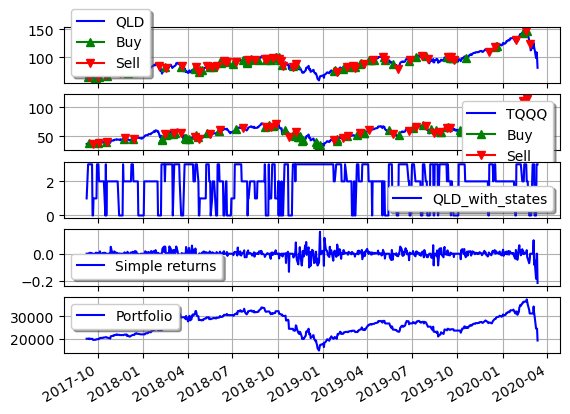 150
100
QLD
Buy
Sell
100
50
TQQQ
Buy
Sell
2
0
QLD_with_states
0.0
−0.2
Simple returns
30000
20000
Portfolio
2017-10
2018-01
2018-04
2018-07
2018-10
2019-01
2019-04
2019-07
2019-10
2020-01
2020-04